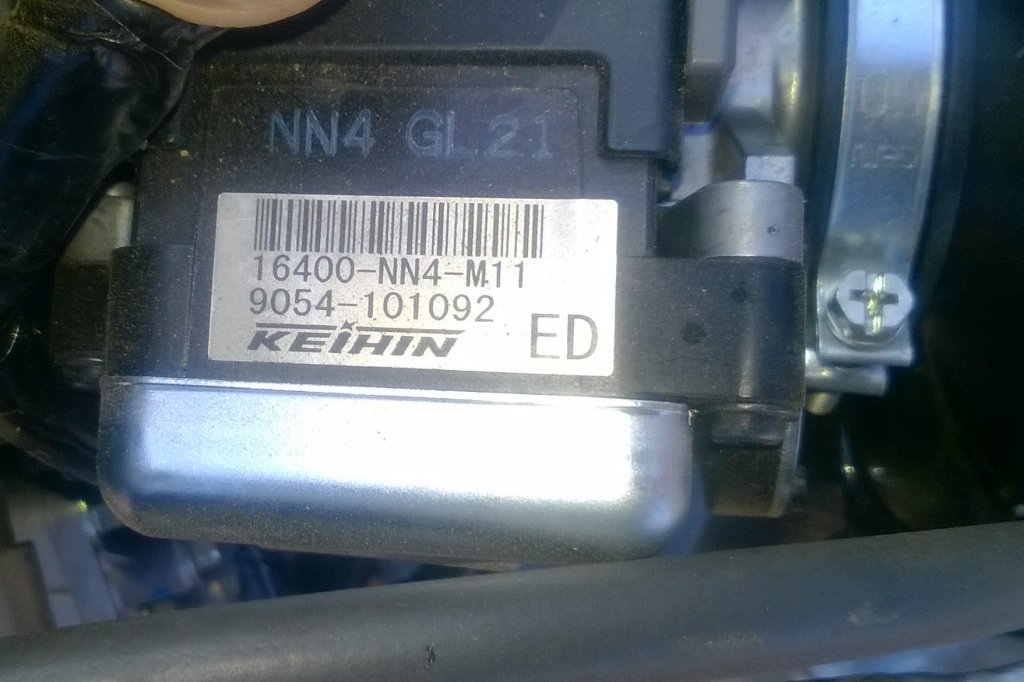 NN4 GL21
16400-NN4-M11
9054-101092
KEIHIN
ED